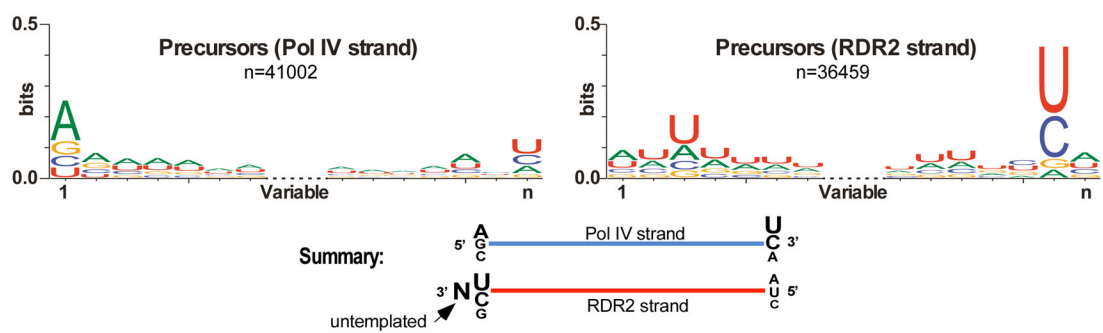 0.5
Precursors (Pol IV strand)
n=41002
bits
0.0
1
Variable
n
0.5
Precursors (RDR2 strand)
n=36459
bits
0.0
1
Variable
n
Summary:
5’ A G C Pol IV strand U C A 3’
3’ N U C G RDR2 strand A U C 5’
untemplated